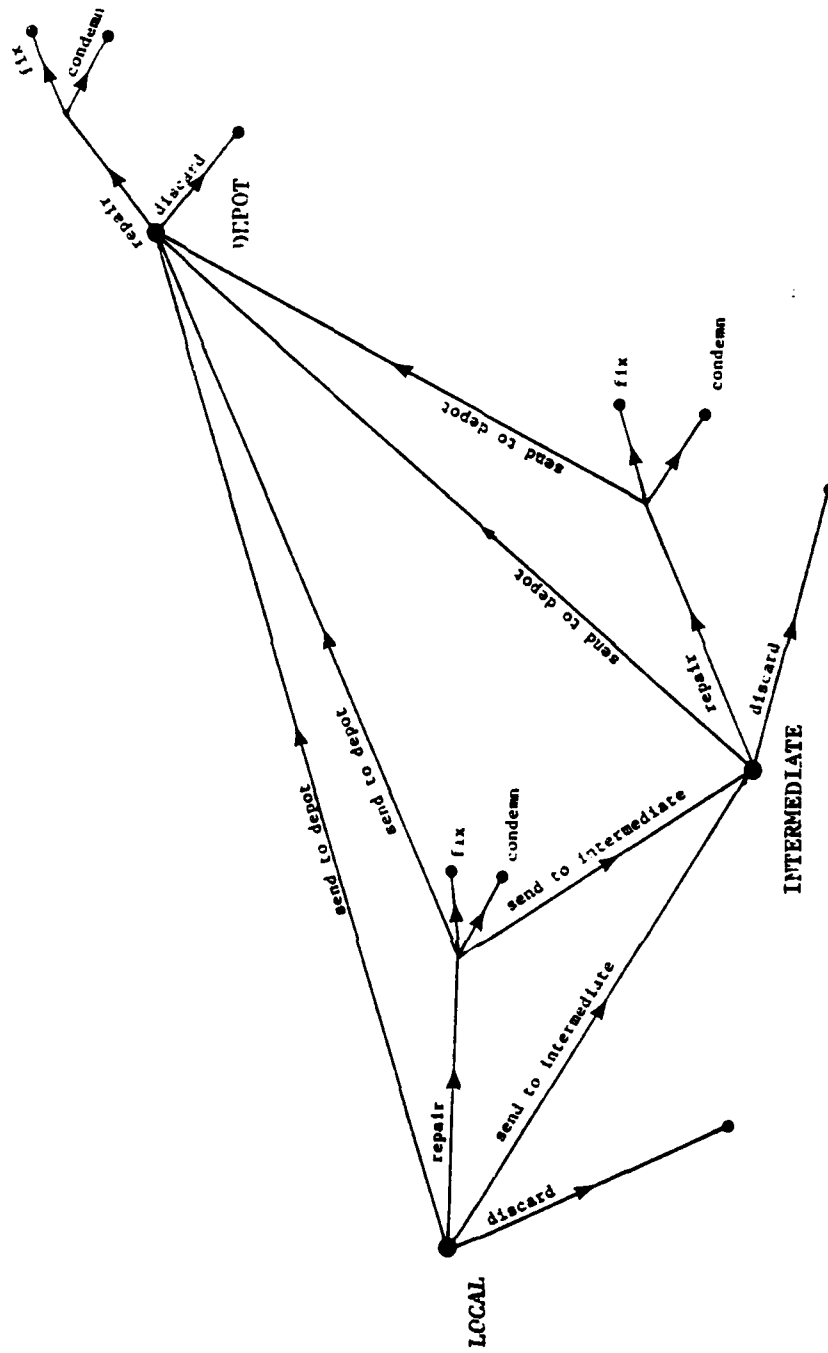 fix
condemn
repair
discard
DEPOT
send to depot
fix
condemn
send to depot
send to depot
send to depot
repair
discard
fix
condemn
send to intermediate
INTERMEDIATE
repair
send to intermediate
discard
LOCAL